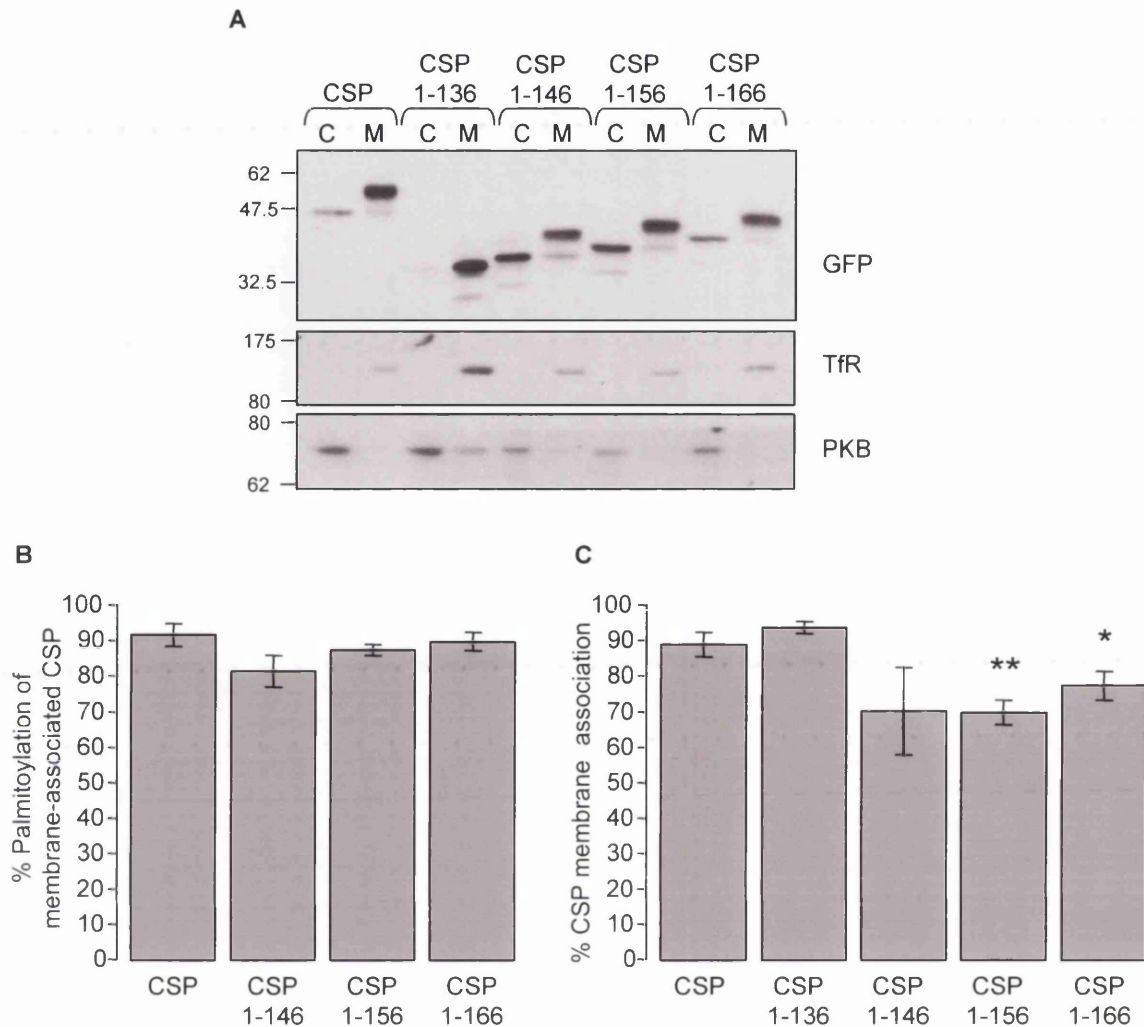 A
CSP CSP 1-136 CSP 1-146 CSP 1-156 CSP 1-166
C M C M C M C M C M
62
47.5
32.5
GFP
175
80
TfR
80
62
PKB
B
% Palmitoylation of
membrane-associated CSP
100
90
80
70
60
50
40
30
20
10
0
CSP CSP CSP CSP
1-146 1-156 1-166
C
% CSP membrane association
100
90
80
70
60
50
40
30
20
10
0
** *
CSP CSP CSP CSP CSP
1-136 1-146 1-156 1-166